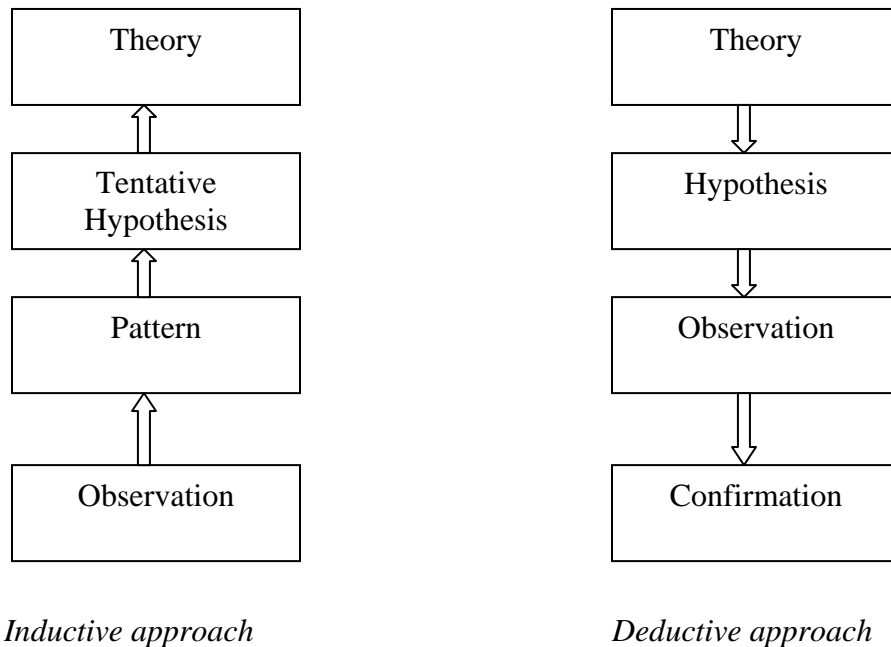 Theory
Tentative
Hypothesis
Pattern
Observation
Inductive approach
Theory
Hypothesis
Observation
Confirmation
Deductive approach